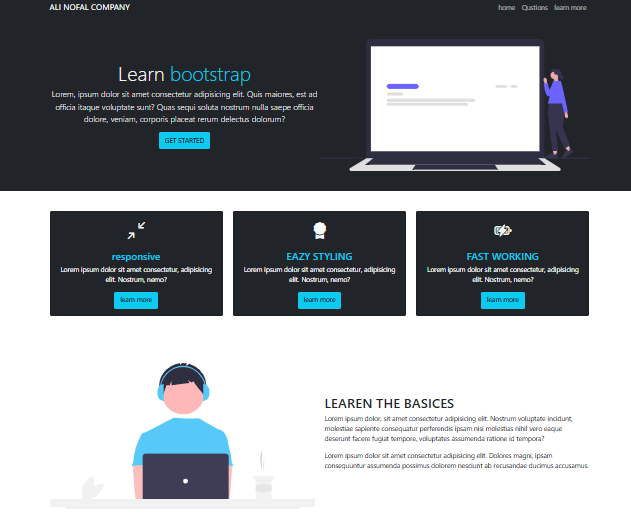 ALI NOFAL COMPANY
home Qustions learn more
Learn bootstrap
Lorem, ipsum dolor sit amet consectetur adipisicing elit. Quis maiores, est ad
officia itaque voluptate sunt? Quas sequi soluta nostrum nulla saepe officia
dolore, veniam, corporis placeat rerum delectus dolorum?
GET STARTED
responsive
Lorem ipsum dolor sit amet consectetur, adipisicing
elit. Nostrum, nemo?
learn more
EAZY STYLING
Lorem ipsum dolor sit amet consectetur, adipisicing
elit. Nostrum, nemo?
learn more
FAST WORKING
Lorem ipsum dolor sit amet consectetur, adipisicing
elit. Nostrum, nemo?
learn more
LEAREN THE BASICES
Lorem ipsum dolor, sit amet consectetur adipisicing elit. Nostrum voluptate incidunt,
molestiae sapiente consequatur perferendis ipsam nisi molestias nihil vero eaque
deserunt facere fugiat tempore, voluptates assumenda ratione id tempora?
Lorem ipsum dolor sit amet consectetur adipisicing elit. Dolores magni, ipsam
consequuntur assumenda possimus dolorem nesciunt ab recusandae ducimus accusamus.